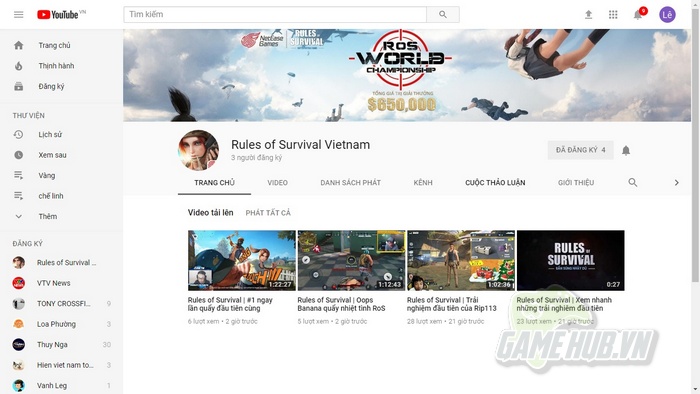 YouTube VN
Tìm kiếm
9
Lê
Trang chủ
Thịnh hành
Đăng ký
THƯ VIỆN
Lịch sử
Xem sau
Vàng
chế linh
Thêm
ĐĂNG KÝ
Rules of Survival ...
VTV News
TONY CROSSFI... 9
Loa Phường 3
Thuy Nga 30
Hien viet nam to...
Vanh Leg 1
NetEase Games
RULES OF SURVIVAL
ROS
WORLD
CHAMPIONSHIP
TỔNG GIÁ TRỊ GIẢI THƯỞNG
$650,000
Rules of Survival Vietnam
3 người đăng ký
ĐÃ ĐĂNG KÝ 4
TRANG CHỦ VIDEO DANH SÁCH PHÁT KÊNH CUỘC THẢO LUẬN GIỚI THIỆU
Video tải lên PHÁT TẤT CẢ
1:22:27
Rules of Survival | #1 ngay
lần quẩy đầu tiên cùng
6 lượt xem • 2 giờ trước
1:12:43
Rules of Survival | Oops
Banana quẩy nhiệt tình RoS
5 lượt xem • 2 giờ trước
1:02:36
Rules of Survival | Trải
nghiệm đầu tiên của Rip113
28 lượt xem • 21 giờ trước
RULES OF
SURVIVAL
0:27
Rules of Survival | Xem nhanh
những trải nghiệm đầu tiên
23 lượt xem • 21 giờ trước
GAMEHUB.VN